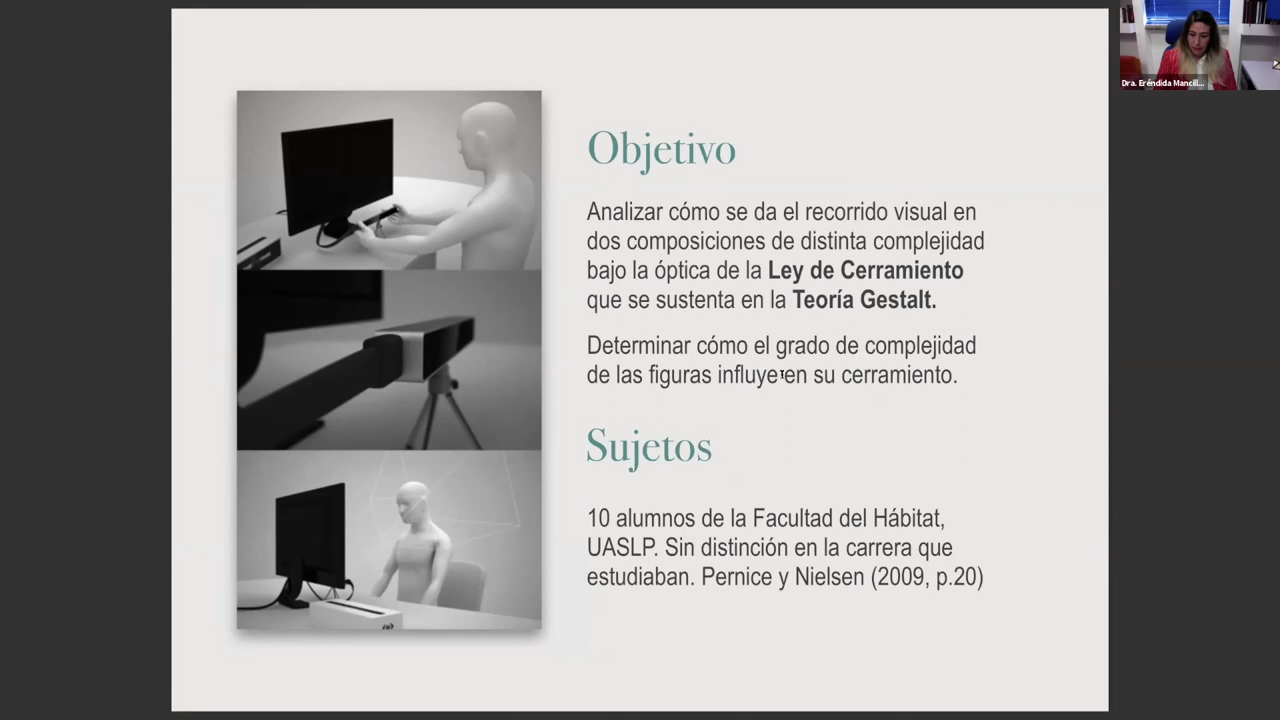 Dra. Eréndida Mancill...
Objetivo
Analizar cómo se da el recorrido visual en
dos composiciones de distinta complejidad
bajo la óptica de la Ley de Cerramiento
que se sustenta en la Teoría Gestalt.
Determinar cómo el grado de complejidad
de las figuras influye en su cerramiento.
Sujetos
10 alumnos de la Facultad del Hábitat,
UASLP. Sin distinción en la carrera que
estudiaban. Pernice y Nielsen (2009, p.20)